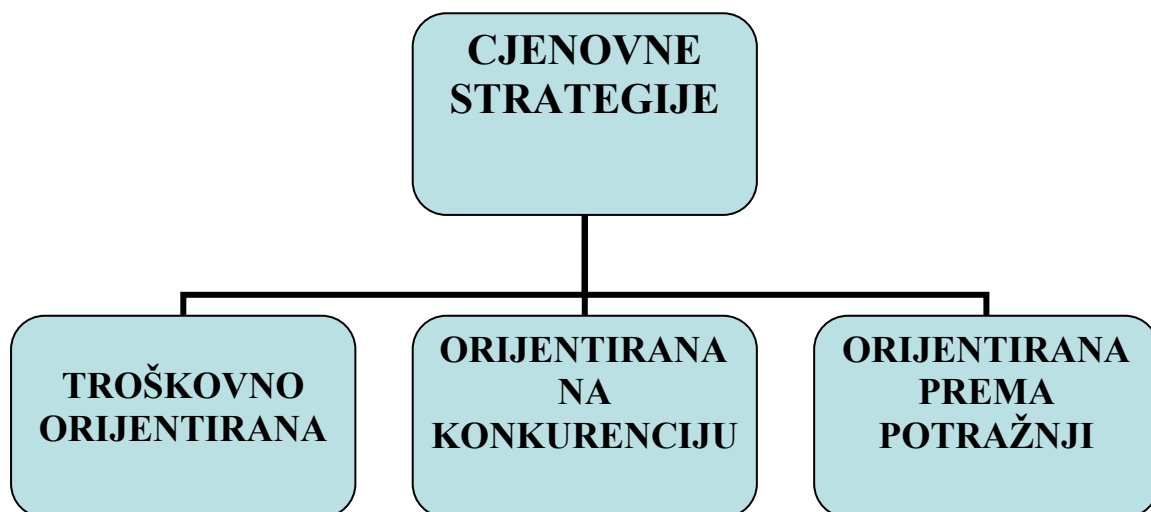 CJENOVNE
STRATEGIJE
TROŠKOVNO
ORIJENTIRANA
ORIJENTIRANA
NA
KONKURENCIJU
ORIJENTIRANA
PREMA
POTRAŽNJI